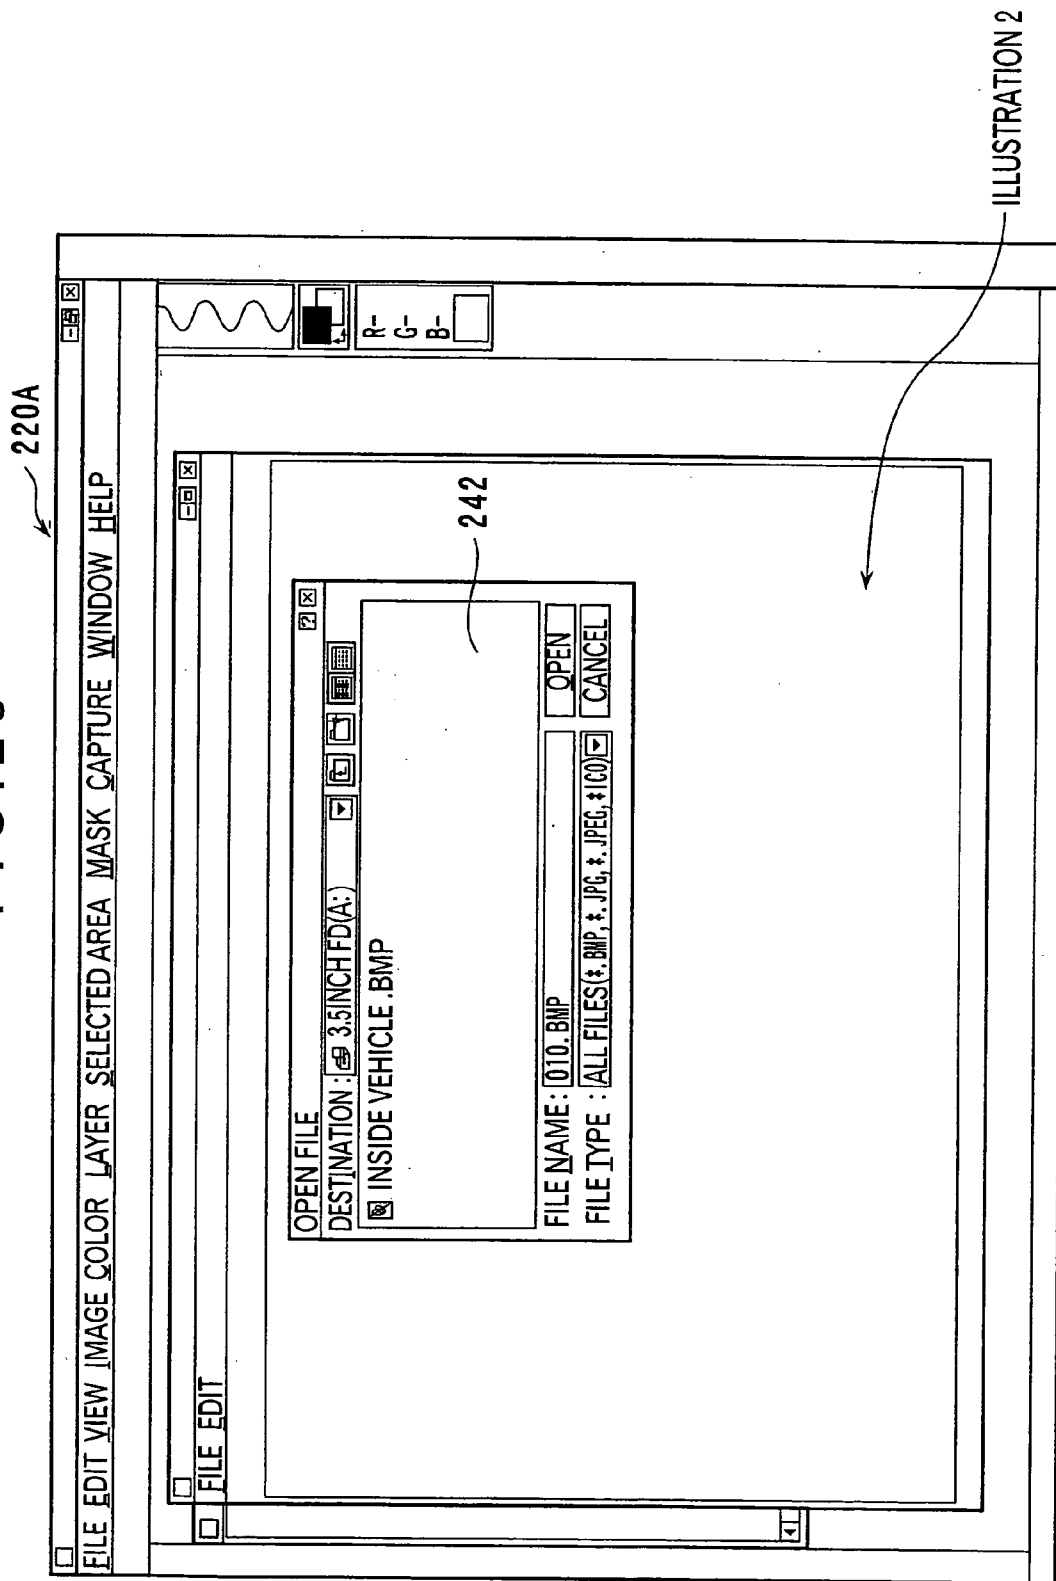 220A
FILE EDIT VIEW IMAGE COLOR LAYER SELECTED AREA MASK CAPTURE WINDOW HELP
FILE EDIT
OPEN FILE
DESTINATION : 3.5INCH FD(A:)
INSIDE VEHICLE.BMP
242
FILE NAME : 010.BMP
OPEN
FILE TYPE : ALL FILES(*.BMP,*.JPG,*.JPEG,*ICO)
CANCEL
R-
G-
B-
ILLUSTRATION 2